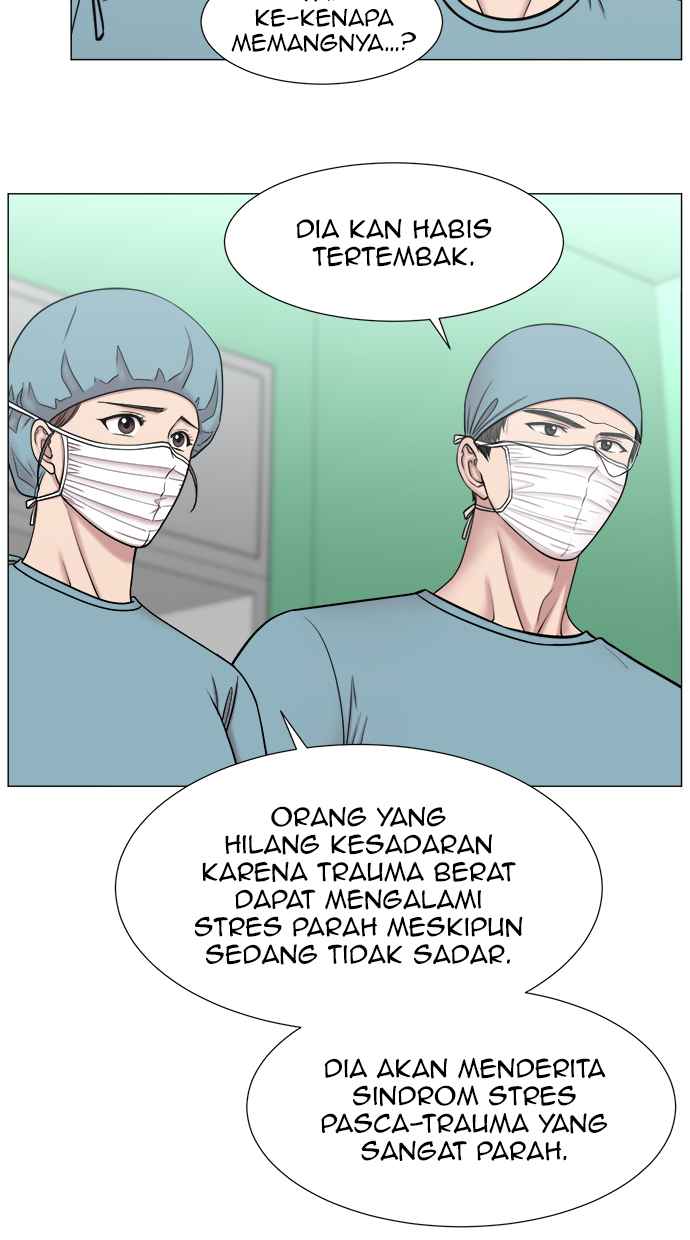 KE-KENAPA
MEMANGNYA...?
DIA KAN HABIS
TERTEMBAK.
ORANG YANG
HILANG KESADARAN
KARENA TRAUMA BERAT
DAPAT MENGALAMI
STRES PARAH MESKIPUN
SEDANG TIDAK SADAR.
DIA AKAN MENDERITA
SINDROM STRES
PASCA-TRAUMA YANG
SANGAT PARAH.